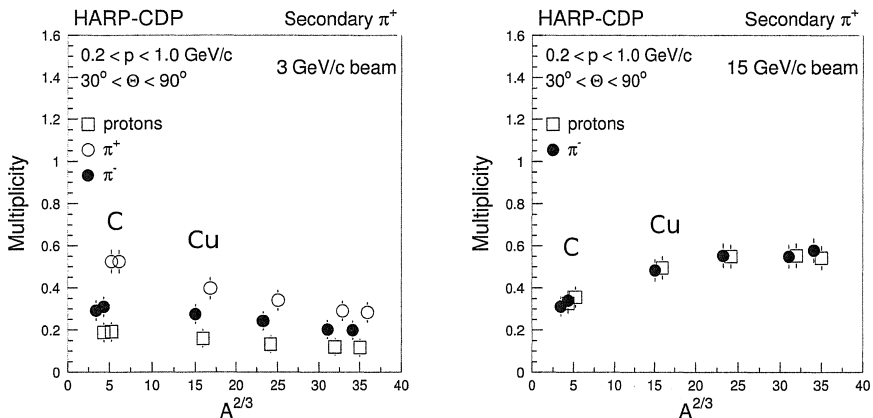 HARP-CDP Secondary π⁺
0.2 < p < 1.0 GeV/c
3 GeV/c beam
30° < Θ < 90°
protons
π⁺
π⁻
C
Cu
Multiplicity
1.6
1.4
1.2
1
0.8
0.6
0.4
0.2
0
0 5 10 15 20 25 30 35 40
A^{2/3}
HARP-CDP Secondary π⁺
0.2 < p < 1.0 GeV/c
15 GeV/c beam
30° < Θ < 90°
protons
π⁻
C
Cu
Multiplicity
1.6
1.4
1.2
1
0.8
0.6
0.4
0.2
0
0 5 10 15 20 25 30 35 40
A^{2/3}